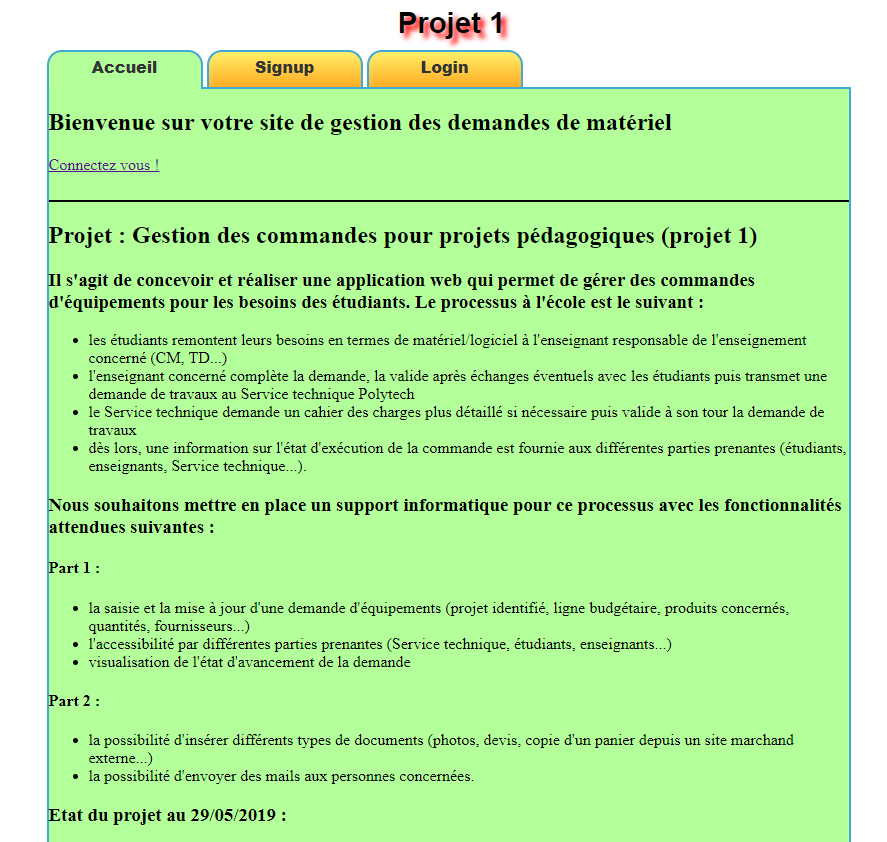 Projet 1
Accueil
Signup
Login
Bienvenue sur votre site de gestion des demandes de matériel
Connectez vous !
Projet : Gestion des commandes pour projets pédagogiques (projet 1)
Il s'agit de concevoir et réaliser une application web qui permet de gérer des commandes
d'équipements pour les besoins des étudiants. Le processus à l'école est le suivant :
les étudiants remontent leurs besoins en termes de matériel/logiciel à l'enseignant responsable de l'enseignement
concerné (CM, TD...)
l'enseignant concerné complète la demande, la valide après échanges éventuels avec les étudiants puis transmet une
demande de travaux au Service technique Polytech
le Service technique demande un cahier des charges plus détaillé si nécessaire puis valide à son tour la demande de
travaux
dès lors, une information sur l'état d'exécution de la commande est fournie aux différentes parties prenantes (étudiants,
enseignants, Service technique...).
Nous souhaitons mettre en place un support informatique pour ce processus avec les fonctionnalités
attendues suivantes :
Part 1 :
la saisie et la mise à jour d'une demande d'équipements (projet identifié, ligne budgétaire, produits concernés,
quantités, fournisseurs...)
l'accessibilité par différentes parties prenantes (Service technique, étudiants, enseignants...)
visualisation de l'état d'avancement de la demande
Part 2 :
la possibilité d'insérer différents types de documents (photos, devis, copie d'un panier depuis un site marchand
externe...)
la possibilité d'envoyer des mails aux personnes concernées.
Etat du projet au 29/05/2019 :